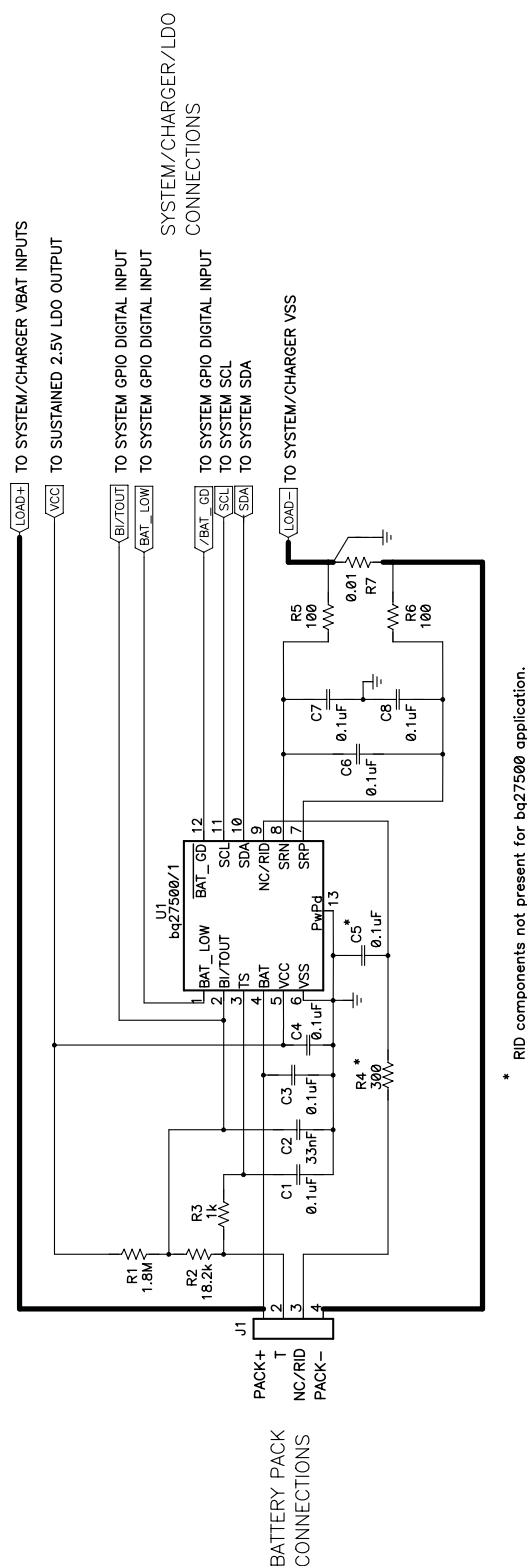 SYSTEM/CHARGER/LDO
CONNECTIONS
LOAD+
TO SYSTEM/CHARGER VBAT INPUTS
VCC
TO SUSTAINED 2.5V LDO OUTPUT
BI/TOUT
TO SYSTEM GPIO DIGITAL INPUT
BAT_LOW
TO SYSTEM GPIO DIGITAL INPUT
/BAT_GD
TO SYSTEM GPIO DIGITAL INPUT
SCL
TO SYSTEM SCL
SDA
TO SYSTEM SDA
LOAD-
TO SYSTEM/CHARGER VSS
R1
1.8M
R2
18.2k
R3
1k
C1
0.1uF
C2
33nF
C3
0.1uF
C4
0.1uF
U1
bq27500/1
1
BAT_LOW
2
BI/TOUT
3
TS
4
BAT
5
VCC
6
VSS
BAT_GD
12
SCL
11
SDA
10
NC/RID
9
SRN
8
SRP
7
PwPd
13
C5
*
0.1uF
R4
*
300
C6
0.1uF
C7
0.1uF
C8
0.1uF
R5
100
R6
100
0.01
R7
J1
PACK+
T
2
NC/RID
3
PACK-
4
BATTERY PACK
CONNECTIONS
* RID components not present for bq27500 application.